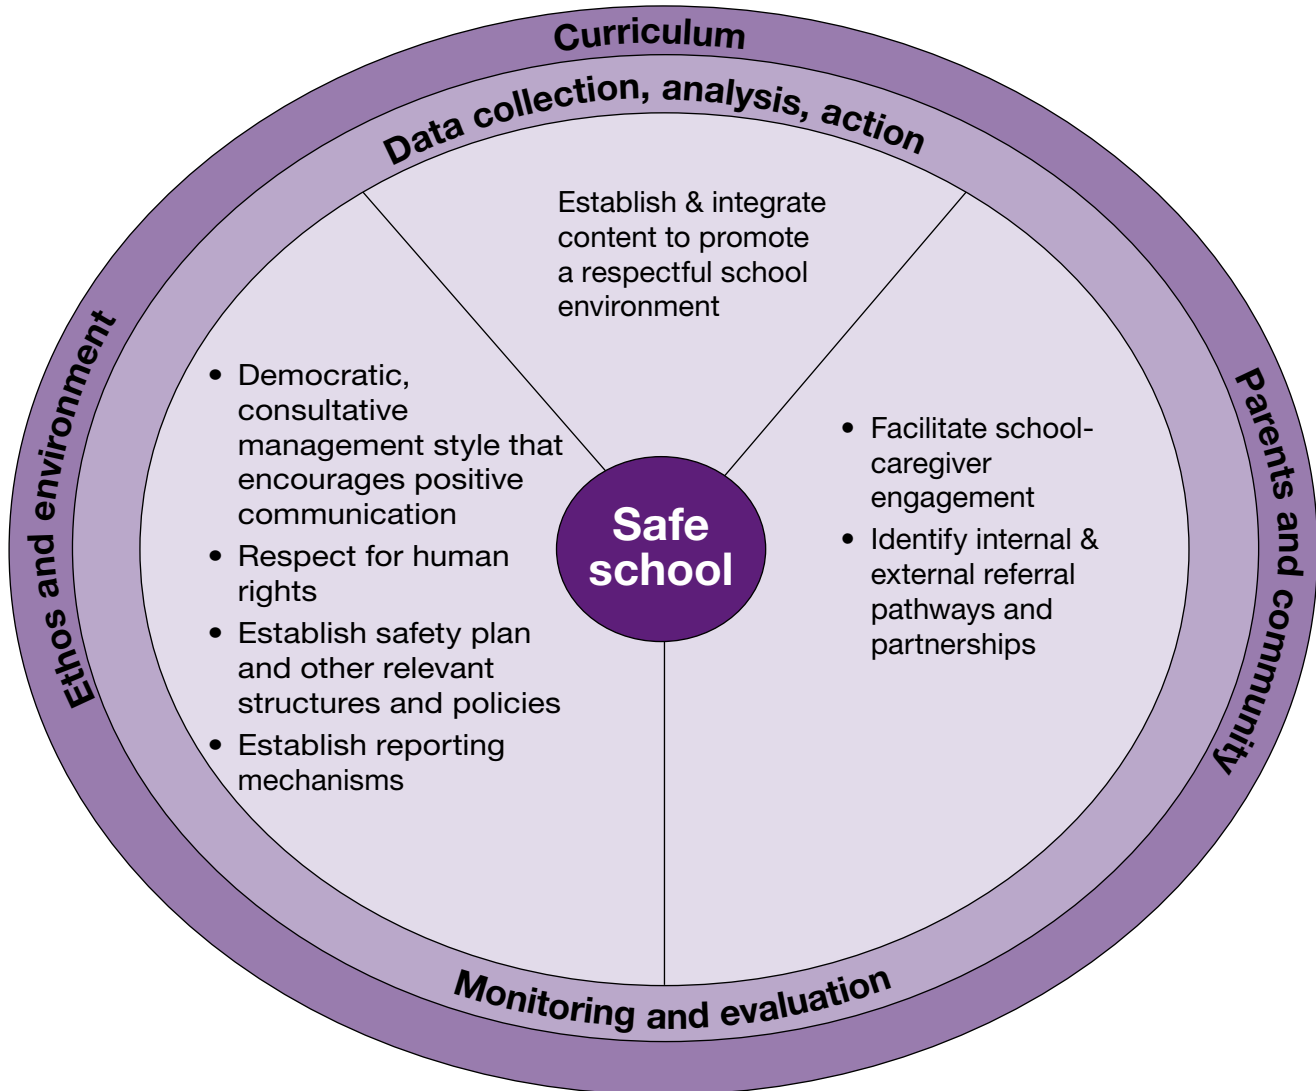 Curriculum
Data collection, analysis, action
Establish & integrate
content to promote
a respectful school
environment
Ethos and environment
• Democratic,
consultative
management style that
encourages positive
communication
• Respect for human
rights
• Establish safety plan
and other relevant
structures and policies
• Establish reporting
mechanisms
Safe
school
• Facilitate school-
caregiver
engagement
• Identify internal &
external referral
pathways and
partnerships
Parents and community
Monitoring and evaluation